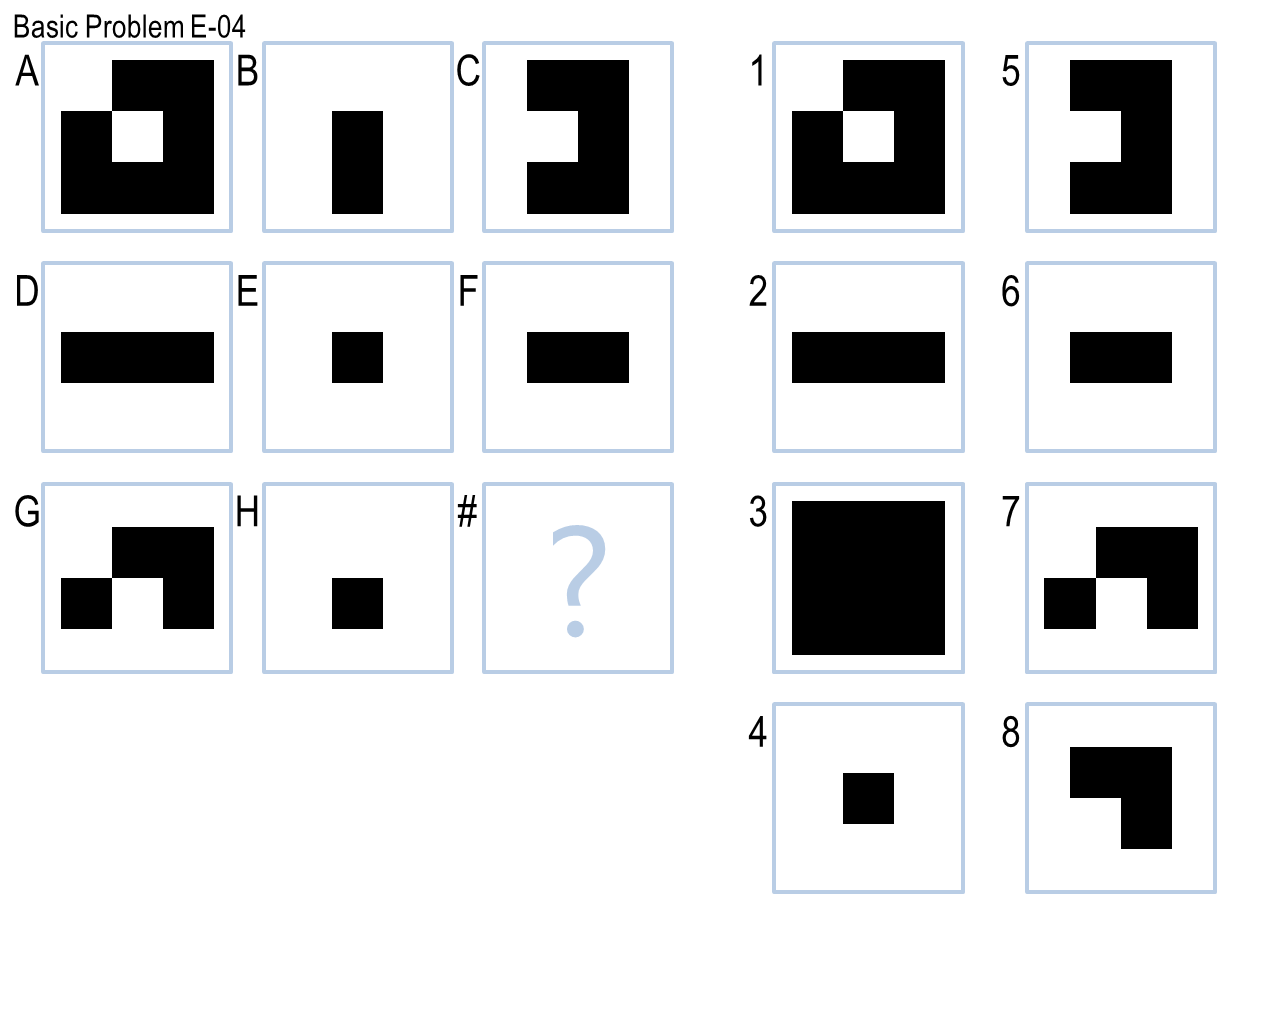 Basic Problem E-04
A B C 1 5
D E F 2 6
G H # ? 3 7
4 8